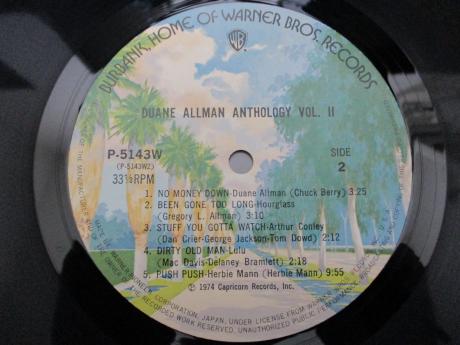 BURBANK, HOME OF WARNER BROS. RECORDS
WB
DUANE ALLMAN ANTHOLOGY VOL. II
P-5143W
(P-5143W2)
33⅓RPM
SIDE
2
1. NO MONEY DOWN-Duane Allman (Chuck Berry) 3:25
2. BEEN GONE TOO LONG-Hourglass
(Gregory L. Allman) 3:10
3. STUFF YOU GOTTA WATCH-Arthur Conley
(Dan Crier-George Jackson-Tom Dowd) 2:12
4. DIRTY OLD MAN-Lulu
(Mac Davis-Delaney Bramlett) 2:18
5. PUSH PUSH-Herbie Mann (Herbie Mann) 9:55
℗ 1974 Capricorn Records, Inc.
CORPORATION, JAPAN, UNDER LICENSE FROM WARNER
OF THE RECORDED WORK RESERVED. UNAUTHORIZED PUBLIC